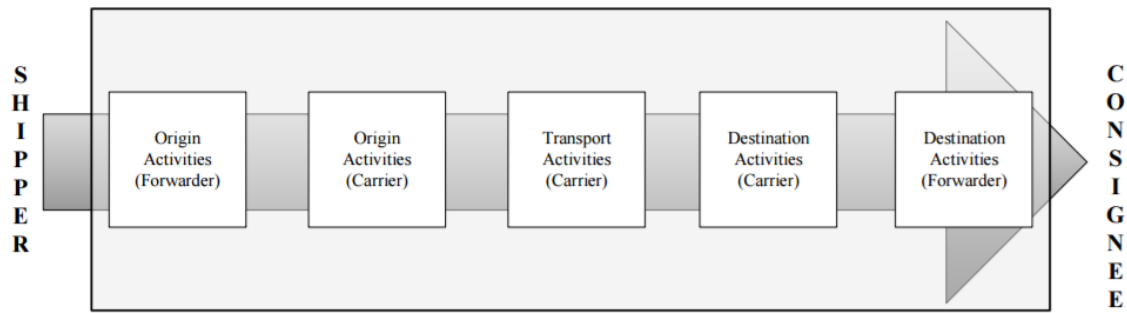 SHIPPER
Origin
Activities
(Forwarder)
Origin
Activities
(Carrier)
Transport
Activities
(Carrier)
Destination
Activities
(Carrier)
Destination
Activities
(Forwarder)
CONSIGNEE